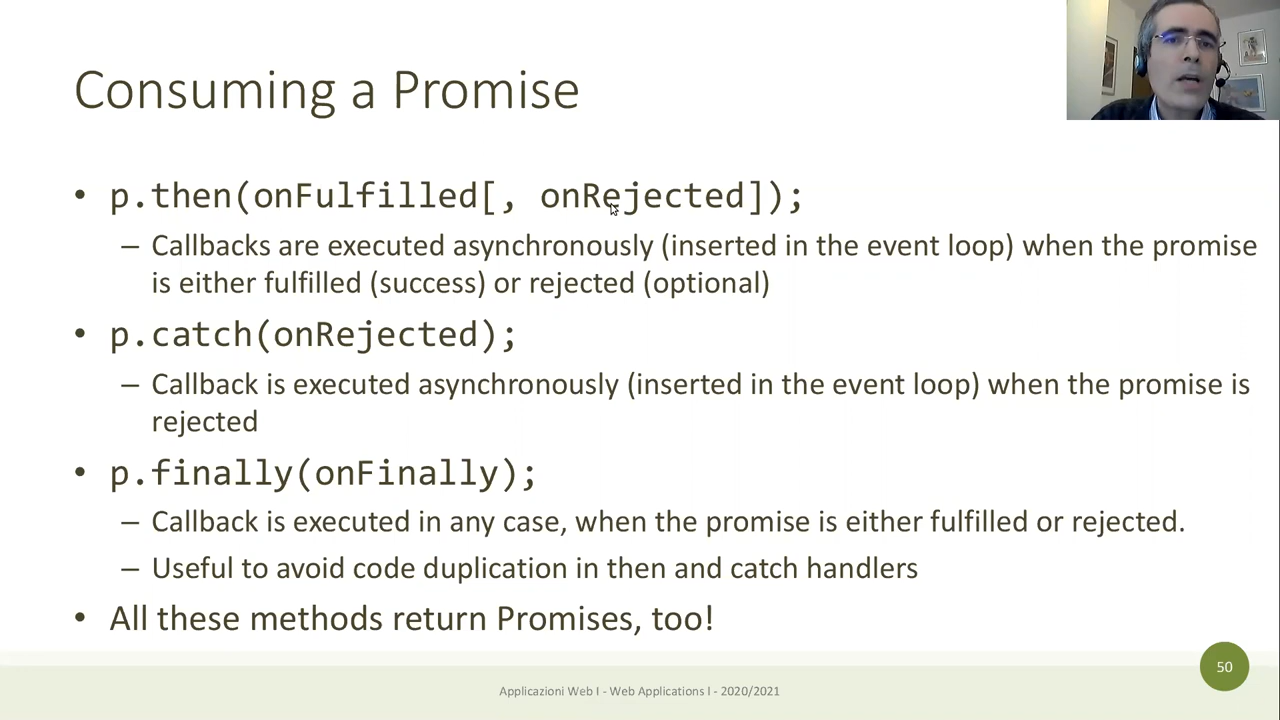 Consuming a Promise
• p.then(onFulfilled[, onRejected]);
– Callbacks are executed asynchronously (inserted in the event loop) when the promise
is either fulfilled (success) or rejected (optional)
• p.catch(onRejected);
– Callback is executed asynchronously (inserted in the event loop) when the promise is
rejected
• p.finally(onFinally);
– Callback is executed in any case, when the promise is either fulfilled or rejected.
– Useful to avoid code duplication in then and catch handlers
• All these methods return Promises, too!
50
Applicazioni Web I - Web Applications I - 2020/2021